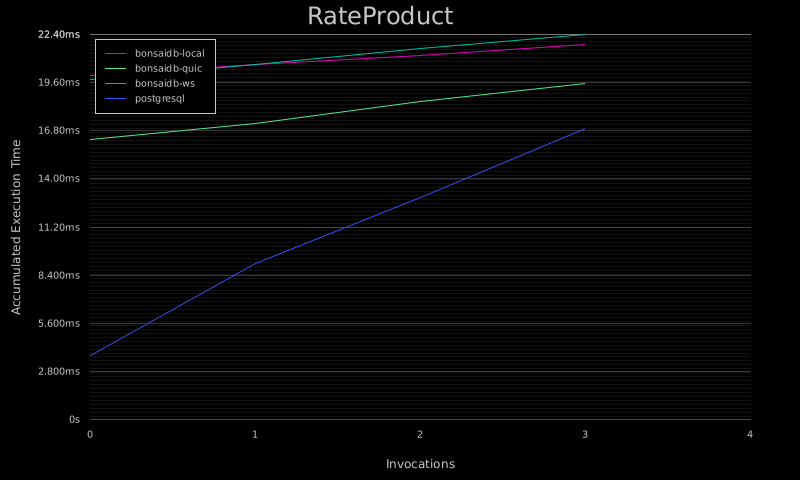 RateProduct
22.40ms
19.60ms
16.80ms
14.00ms
11.20ms
8.400ms
5.600ms
2.800ms
0s
bonsaidb-local
bonsaidb-quic
bonsaidb-ws
postgresql
Accumulated Execution Time
0 1 2 3 4
Invocations